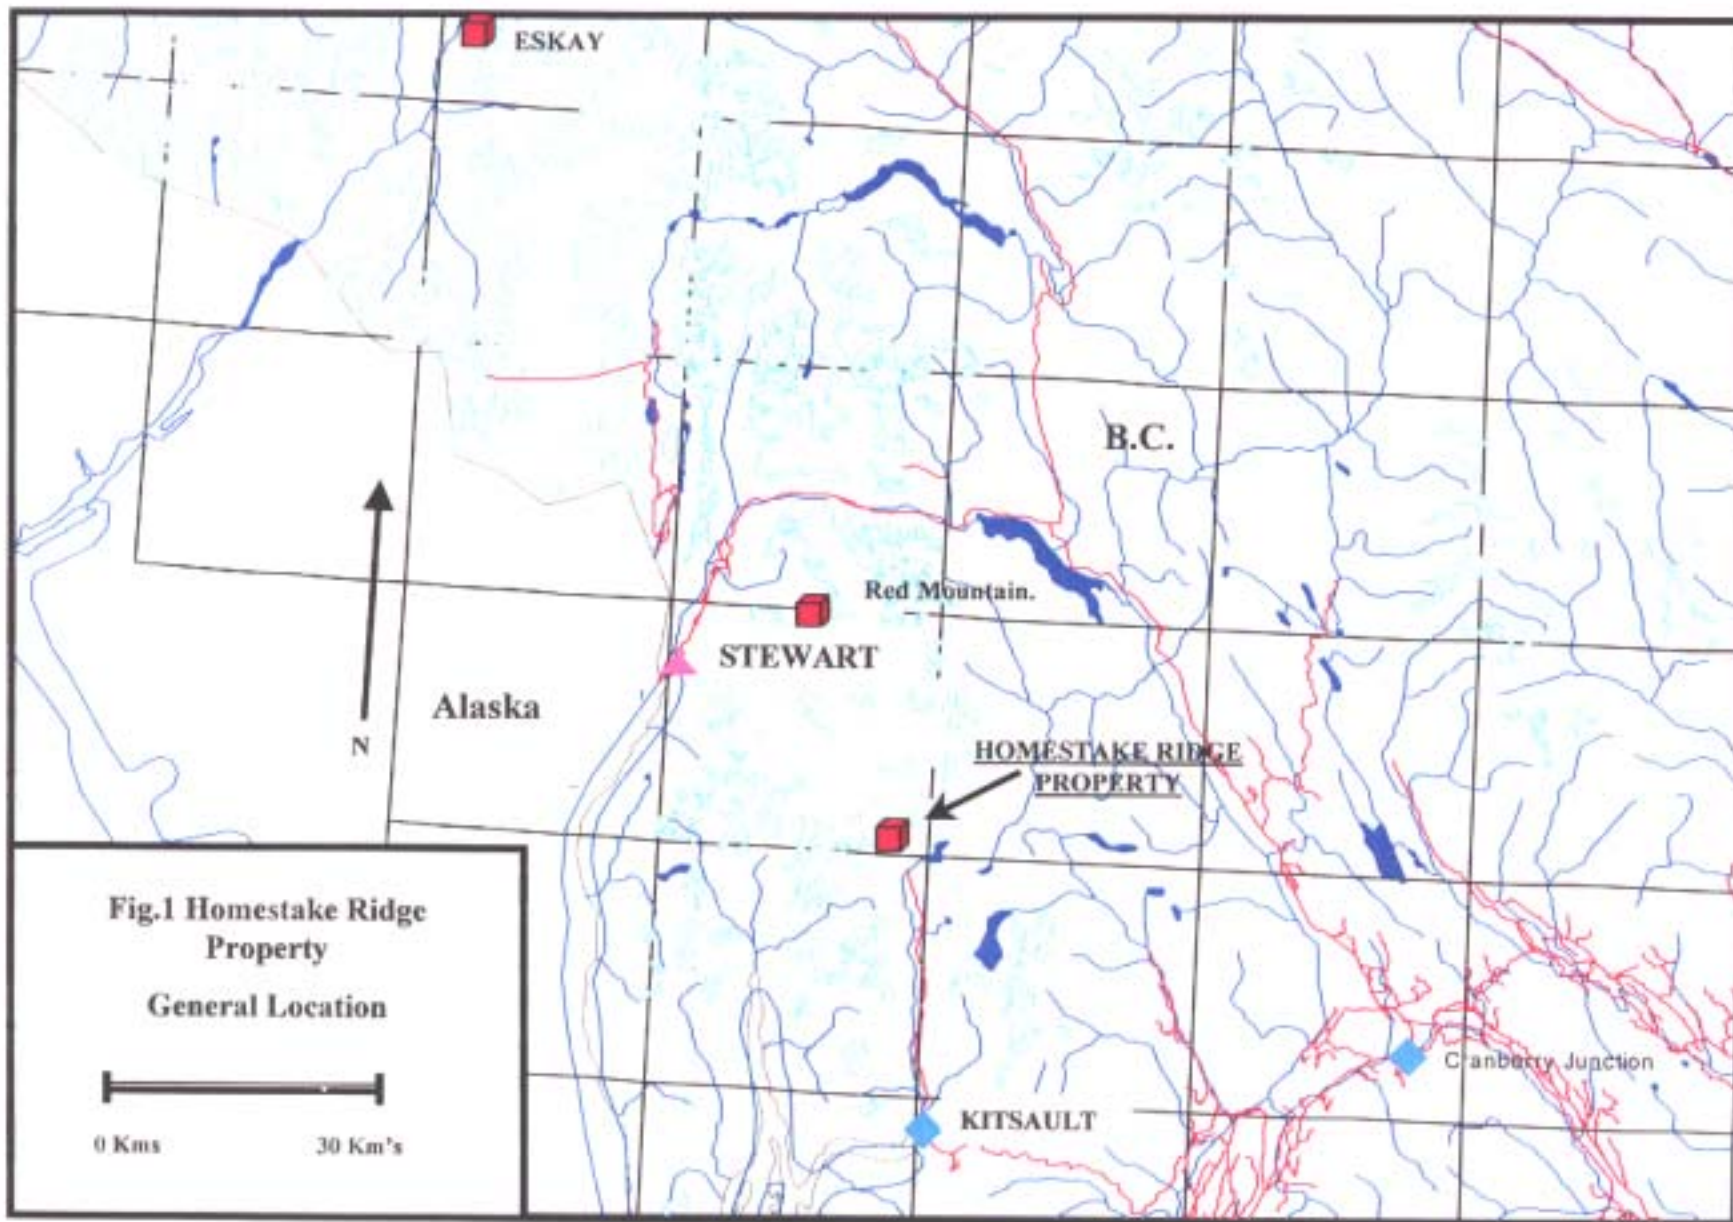 ESKAY
B.C.
Red Mountain.
STEWART
Alaska
N
HOMESTAKE RIDGE
PROPERTY
Fig.1 Homestake Ridge
Property
General Location
0 Kms 30 Km's
KITSAULT
Cranberry Junction